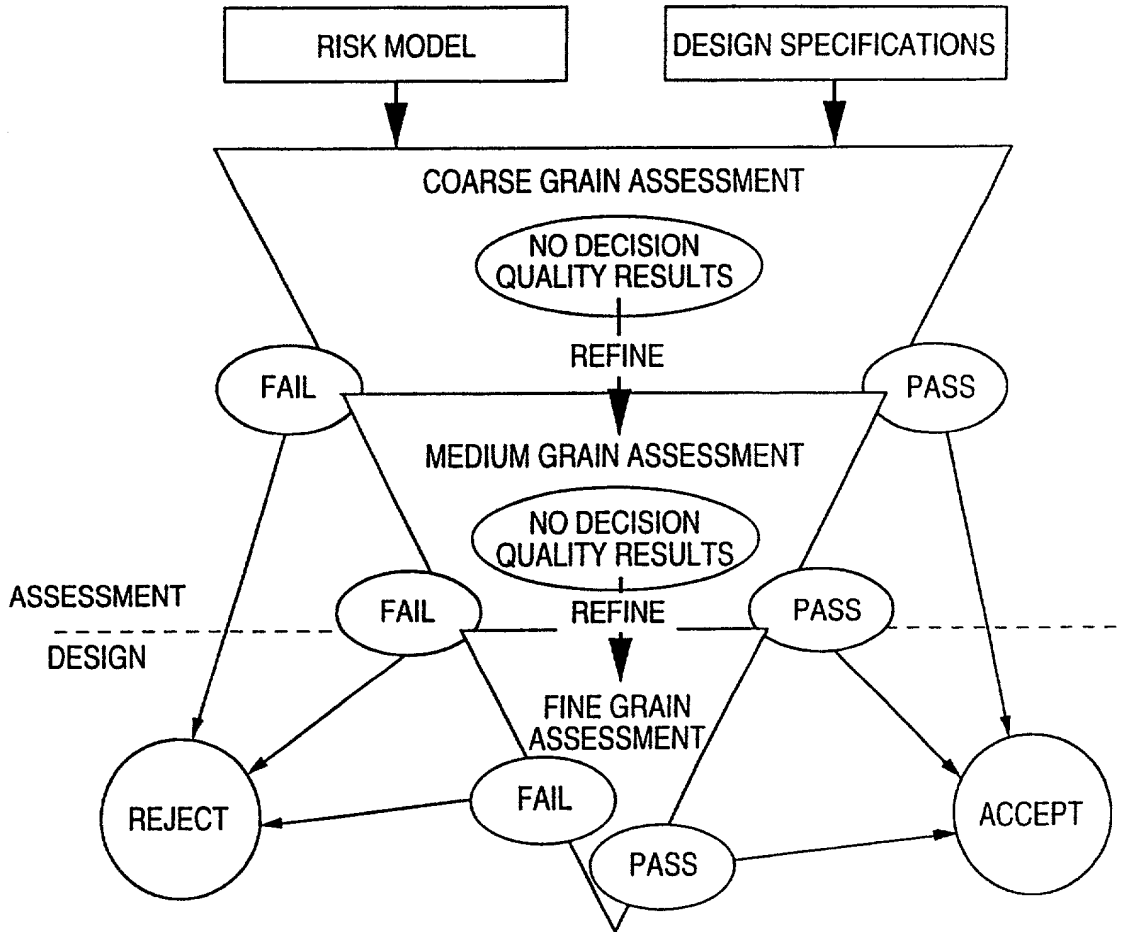 RISK MODEL
DESIGN SPECIFICATIONS
COARSE GRAIN ASSESSMENT
NO DECISION
QUALITY RESULTS
REFINE
FAIL
PASS
MEDIUM GRAIN ASSESSMENT
NO DECISION
QUALITY RESULTS
ASSESSMENT
FAIL
REFINE
PASS
DESIGN
FINE GRAIN
ASSESSMENT
FAIL
REJECT
ACCEPT
PASS